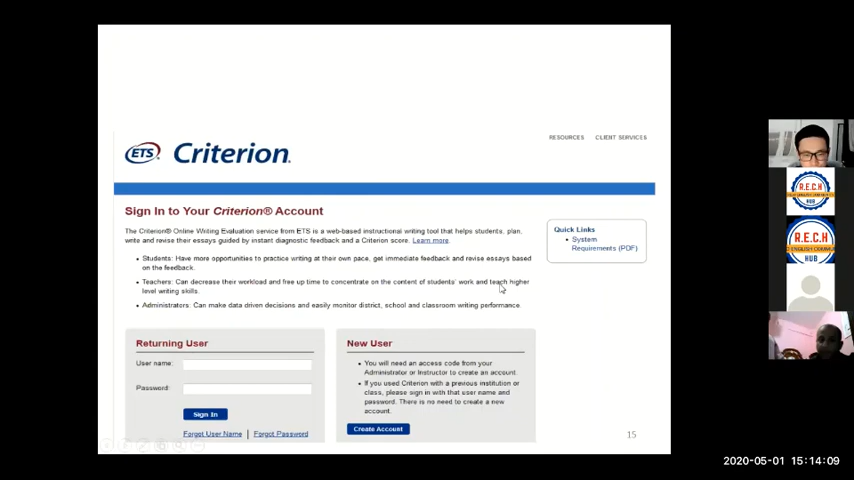 RESOURCES CLIENT SERVICES
ETS Criterion.
Sign In to Your Criterion® Account
The Criterion® Online Writing Evaluation service from ETS is a web-based instructional writing tool that helps students, plan,
write and revise their essays guided by instant diagnostic feedback and a Criterion score. Learn more
Quick Links
• System
Requirements (PDF)
• Students: Have more opportunities to practice writing at their own pace, get immediate feedback and revise essays based
on the feedback.
• Teachers: Can decrease their workload and free up time to concentrate on the content of students' work and teach higher
level writing skills.
• Administrators: Can make data driven decisions and easily monitor district, school and classroom writing performance.
Returning User
User name:
Password:
Sign In
Forgot User Name | Forgot Password
New User
• You will need an access code from your
Administrator or Instructor to create an account.
• If you used Criterion with a previous institution or
class, please sign in with that user name and
password. There is no need to create a new
account.
Create Account
15
R.E.C.H
HUB
R.E.C.H
HUB
2020-05-01 15:14:09